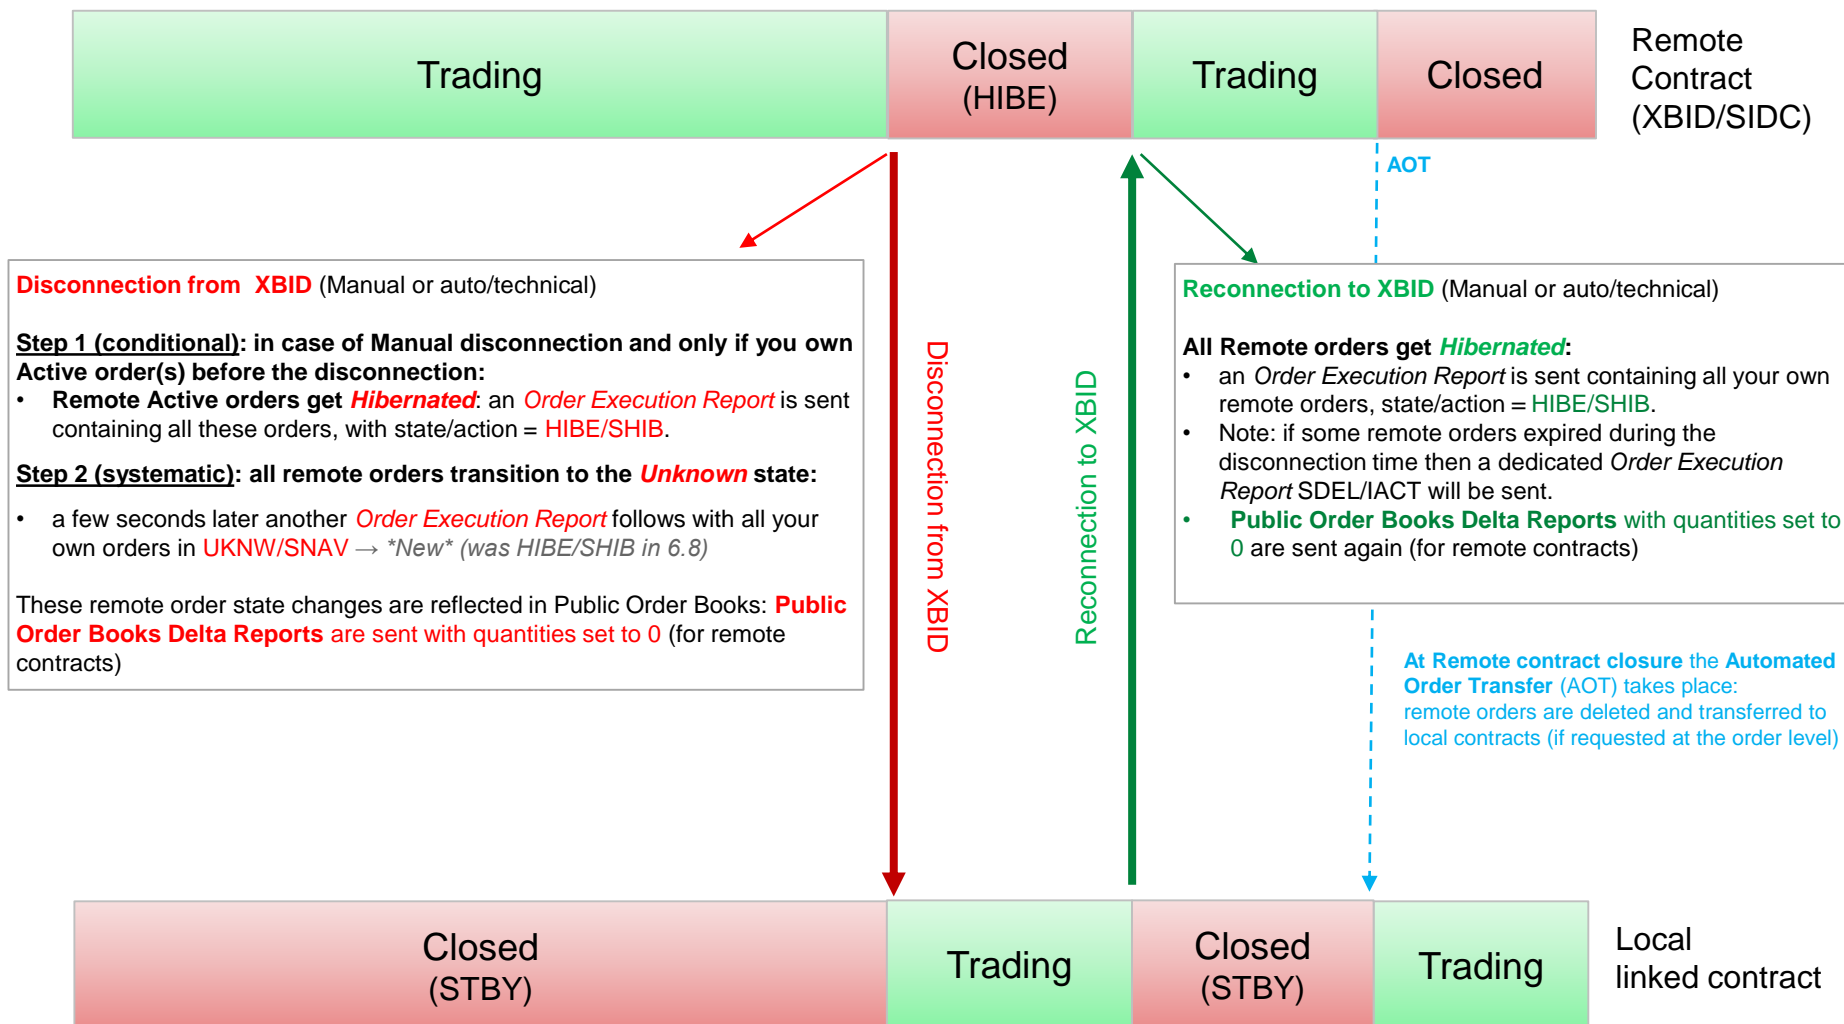 Trading
Closed
(HIBE)
Trading
Closed
Remote
Contract
(XBID/SIDC)
AOT
Disconnection from  XBID (Manual or auto/technical)
Step 1 (conditional): in case of Manual disconnection and only if you own
Active order(s) before the disconnection:
• Remote Active orders get Hibernated: an Order Execution Report is sent
containing all these orders, with state/action = HIBE/SHIB.
Step 2 (systematic): all remote orders transition to the Unknown state:
• a few seconds later another Order Execution Report follows with all your
own orders in UKNW/SNAV → *New* (was HIBE/SHIB in 6.8)
These remote order state changes are reflected in Public Order Books: Public
Order Books Delta Reports are sent with quantities set to 0 (for remote
contracts)
Disconnection from XBID
Reconnection to XBID
Reconnection to XBID (Manual or auto/technical)
All Remote orders get Hibernated:
• an Order Execution Report is sent containing all your own
remote orders, state/action = HIBE/SHIB.
• Note: if some remote orders expired during the
disconnection time then a dedicated Order Execution
Report SDEL/IACT will be sent.
• Public Order Books Delta Reports with quantities set to
0 are sent again (for remote contracts)
At Remote contract closure the Automated
Order Transfer (AOT) takes place:
remote orders are deleted and transferred to
local contracts (if requested at the order level)
Closed
(STBY)
Trading
Closed
(STBY)
Trading
Local
linked contract